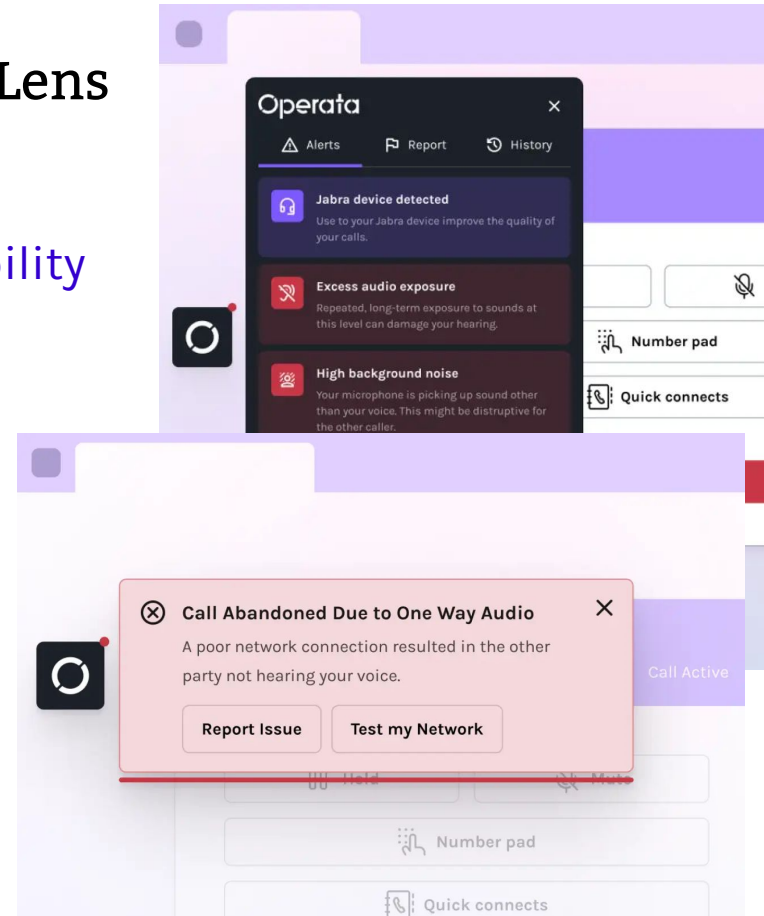 Lens
bility
Operata
Alerts
Report
History
Jabra device detected
Use to your Jabra device improve the quality of
your calls.
Excess audio exposure
Repeated, long-term exposure to sounds at
this level can damage your hearing.
High background noise
Your microphone is picking up sound other
than your voice. This might be distruptive for
the other caller.
Number pad
Quick connects
Call Abandoned Due to One Way Audio
A poor network connection resulted in the other
party not hearing your voice.
Report Issue
Test my Network
Call Active
Hold
Mute
Number pad
Quick connects